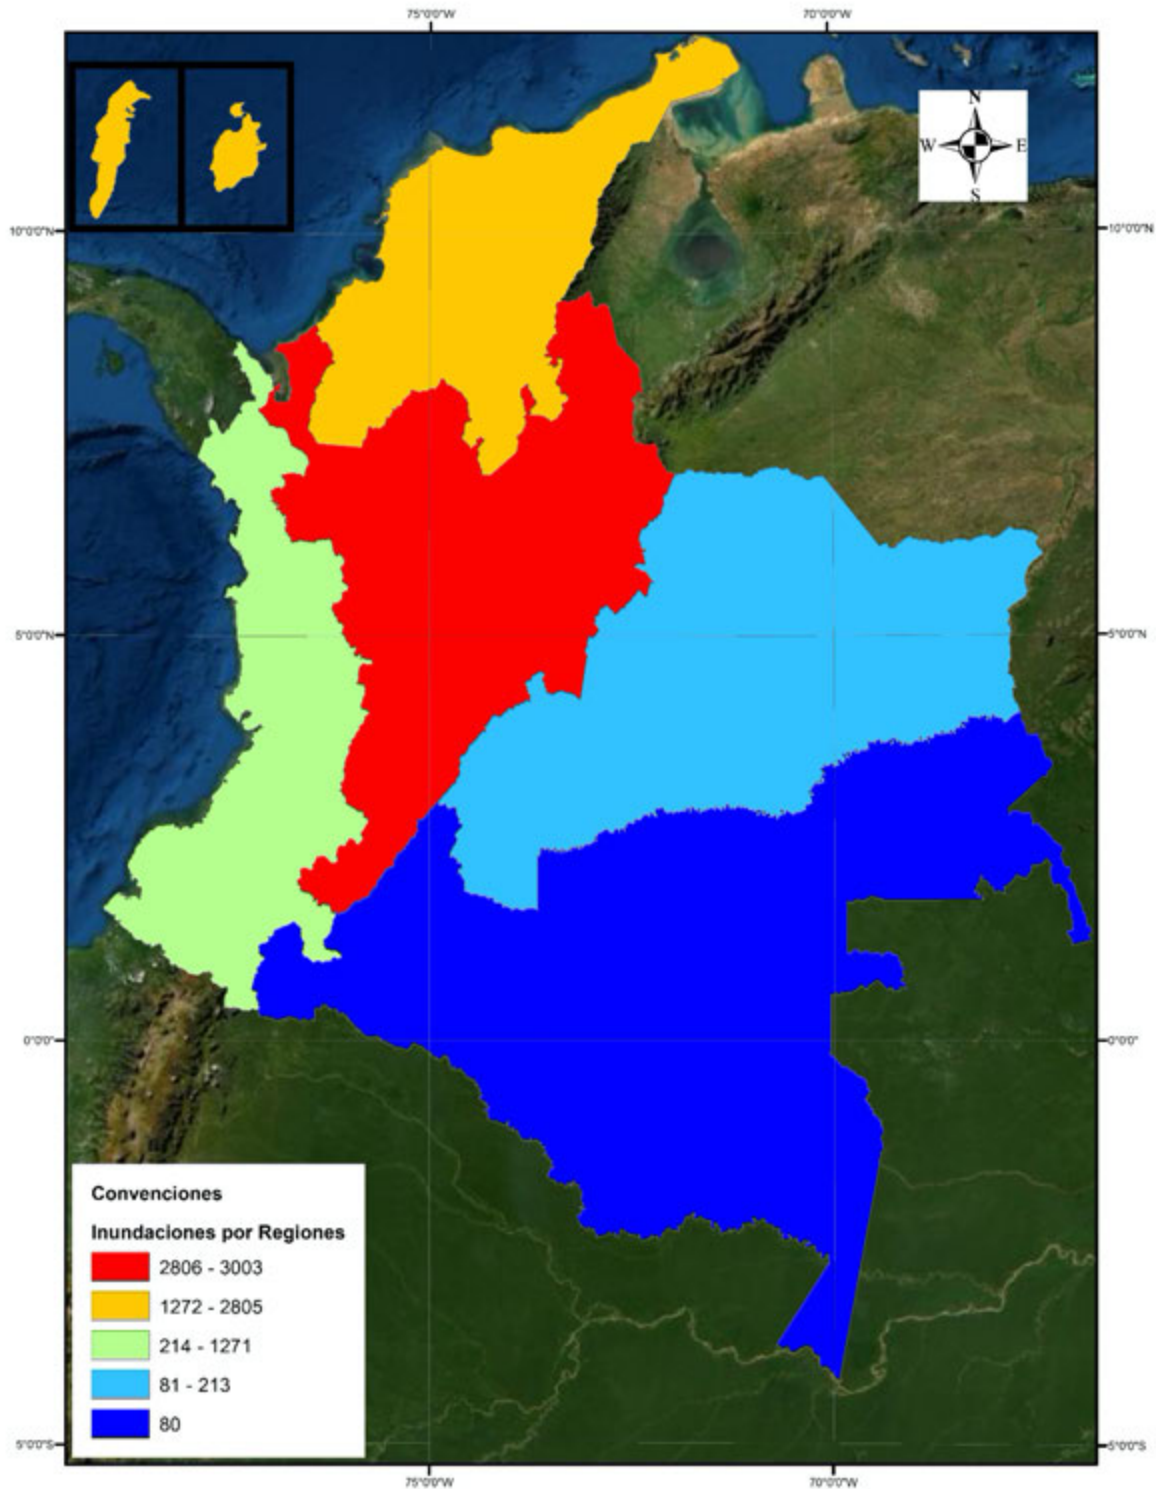 75°0'0"W 70°0'0"W
N
W E
S
10°0'0"N 10°0'0"N
5°0'0"N 5°0'0"N
0°0'0" 0°0'0"
Convenciones
Inundaciones por Regiones
2806 - 3003
1272 - 2805
214 - 1271
81 - 213
80
5°0'0"S 5°0'0"S
75°0'0"W 70°0'0"W